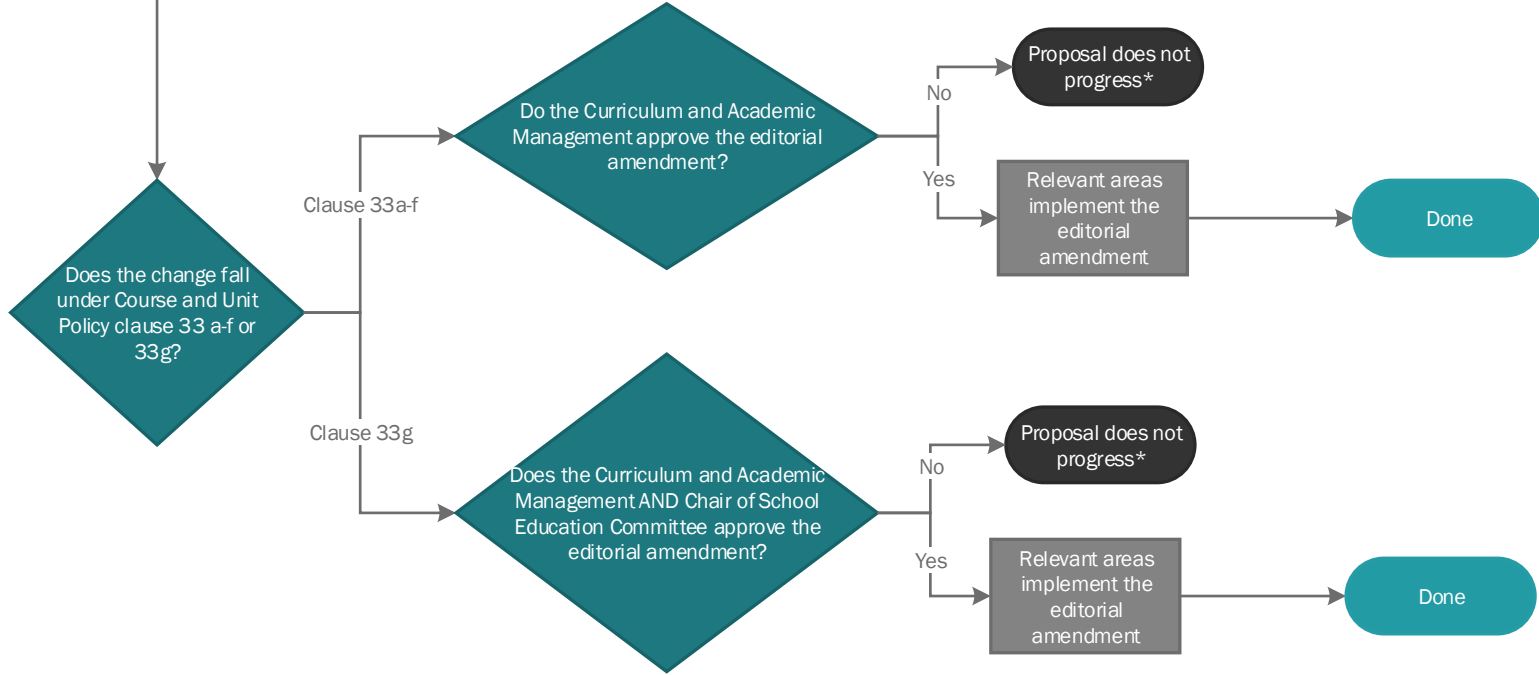 Does the change fall
under Course and Unit
Policy clause 33 a-f or
33g?
Clause 33a-f
Do the Curriculum and Academic
Management approve the editorial
amendment?
No
Proposal does not
progress*
Yes
Relevant areas
implement the
editorial
amendment
Done
Clause 33g
Does the Curriculum and Academic
Management AND Chair of School
Education Committee approve the
editorial amendment?
No
Proposal does not
progress*
Yes
Relevant areas
implement the
editorial
amendment
Done